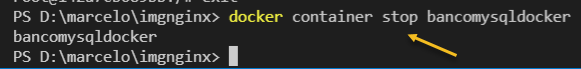 PS D:\marcelo\imgnginx> docker container stop bancomysqldocker
bancomysqldocker
PS D:\marcelo\imgnginx>